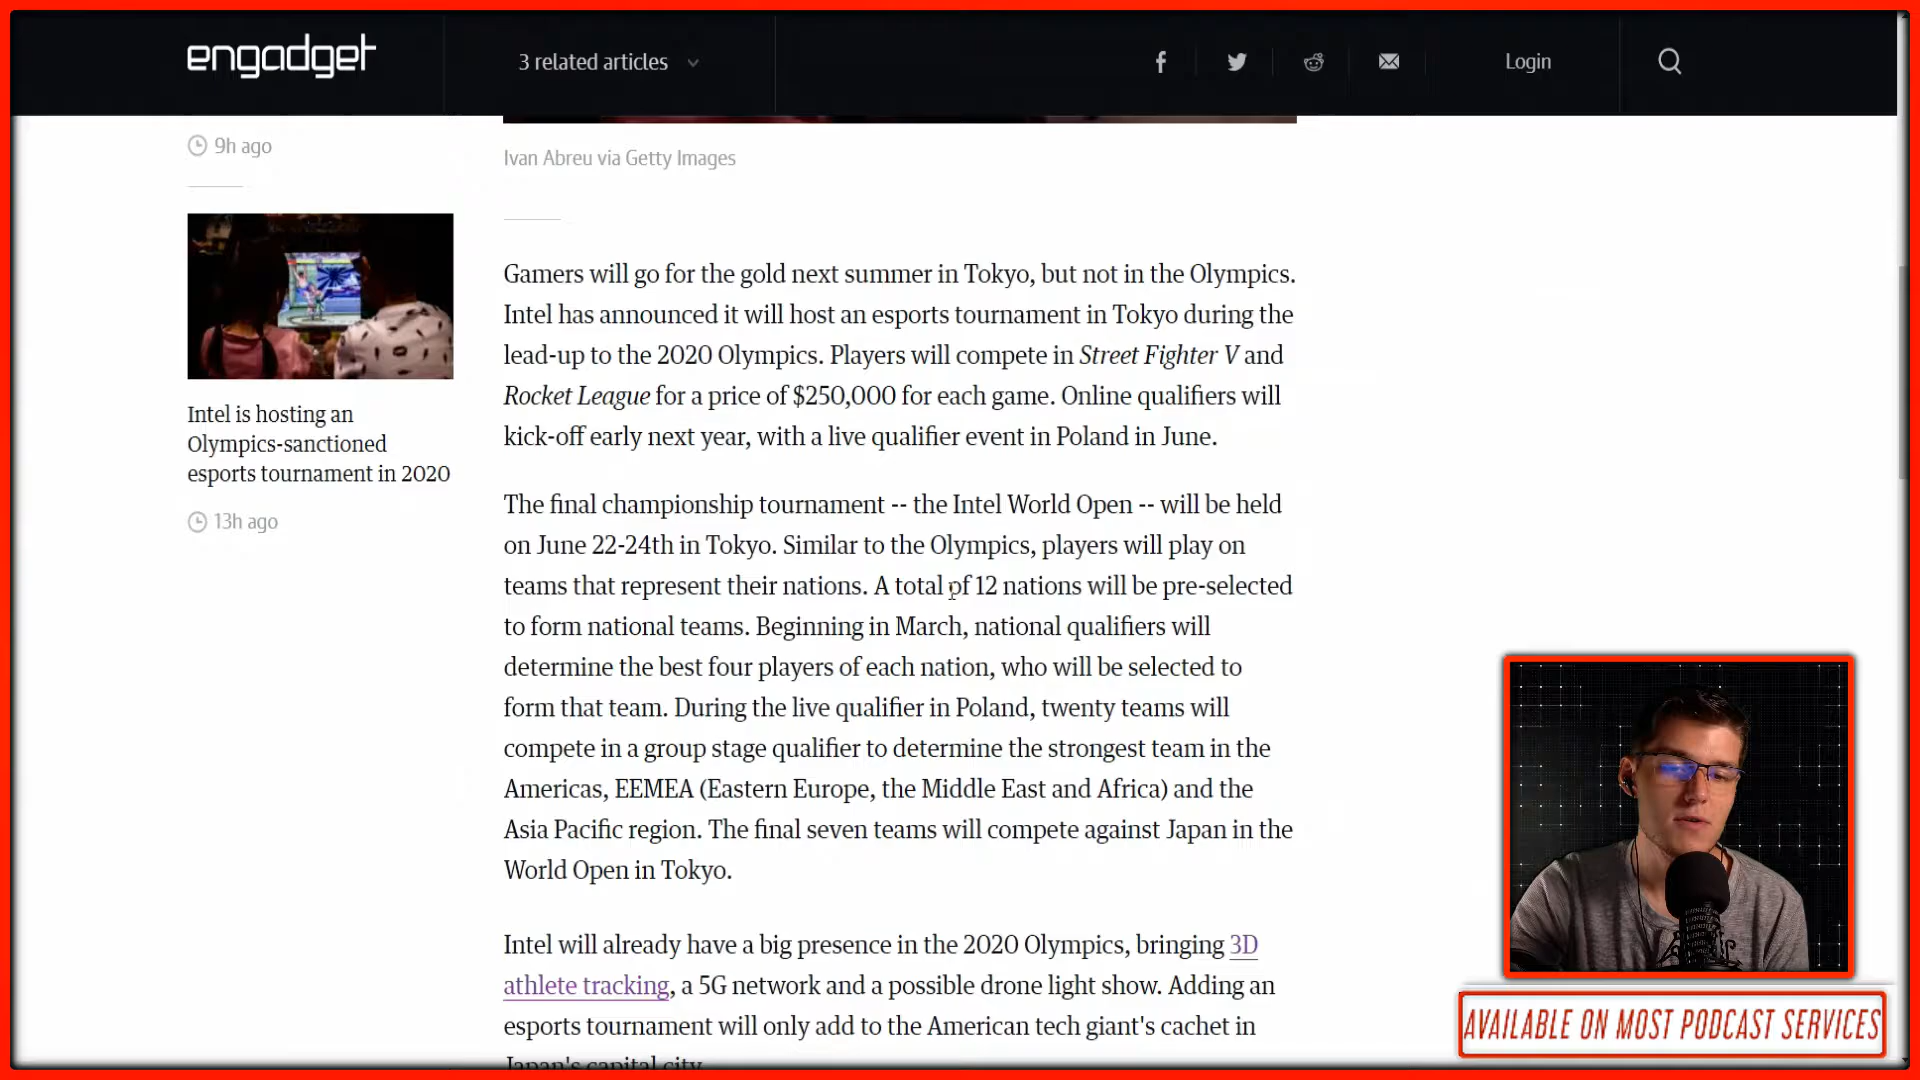 engadget
3 related articles
Login
9h ago
Intel is hosting an
Olympics-sanctioned
esports tournament in 2020
13h ago
Ivan Abreu via Getty Images
Gamers will go for the gold next summer in Tokyo, but not in the Olympics.
Intel has announced it will host an esports tournament in Tokyo during the
lead-up to the 2020 Olympics. Players will compete in Street Fighter V and
Rocket League for a price of $250,000 for each game. Online qualifiers will
kick-off early next year, with a live qualifier event in Poland in June.
The final championship tournament -- the Intel World Open -- will be held
on June 22-24th in Tokyo. Similar to the Olympics, players will play on
teams that represent their nations. A total of 12 nations will be pre-selected
to form national teams. Beginning in March, national qualifiers will
determine the best four players of each nation, who will be selected to
form that team. During the live qualifier in Poland, twenty teams will
compete in a group stage qualifier to determine the strongest team in the
Americas, EEMEA (Eastern Europe, the Middle East and Africa) and the
Asia Pacific region. The final seven teams will compete against Japan in the
World Open in Tokyo.
Intel will already have a big presence in the 2020 Olympics, bringing 3D
athlete tracking, a 5G network and a possible drone light show. Adding an
esports tournament will only add to the American tech giant's cachet in
Japan's capital city.
AVAILABLE ON MOST PODCAST SERVICES